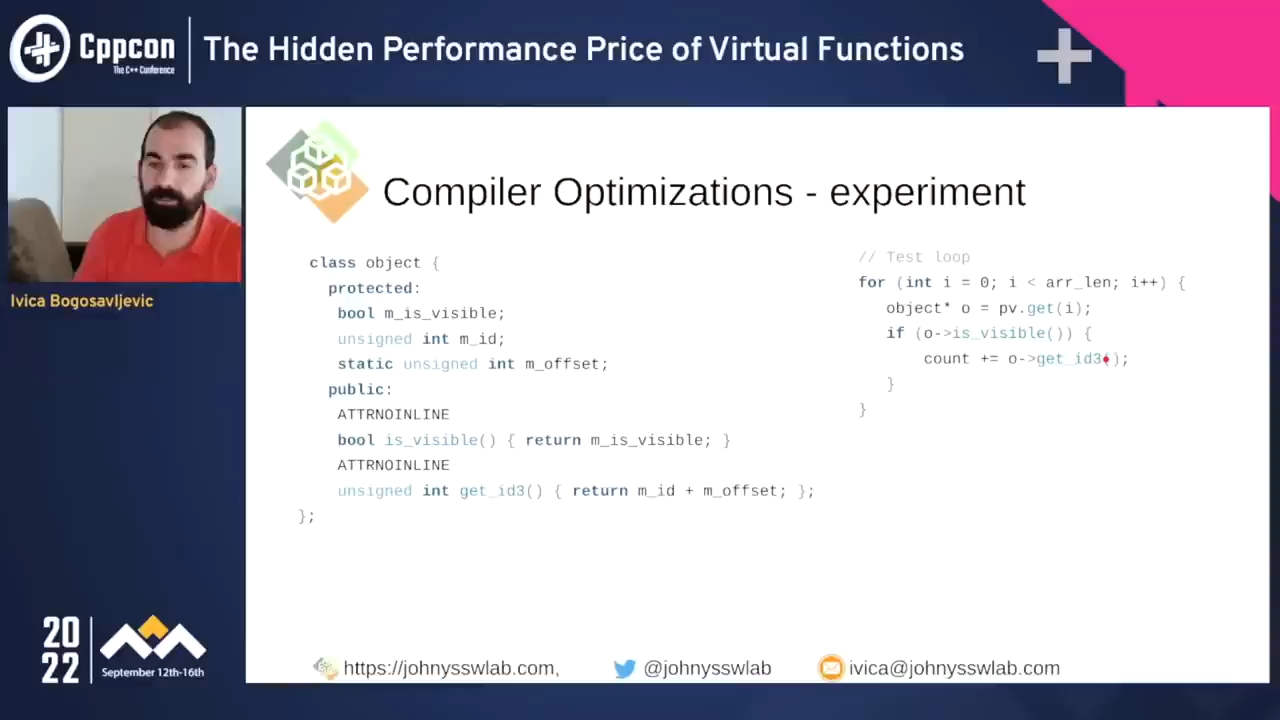 Cppcon
The C++ Conference
The Hidden Performance Price of Virtual Functions
Ivica Bogosavljevic
Compiler Optimizations - experiment
class object {
protected:
bool m_is_visible;
unsigned int m_id;
static unsigned int m_offset;
public:
ATTRNOINLINE
bool is_visible() { return m_is_visible; }
ATTRNOINLINE
unsigned int get_id3() { return m_id + m_offset; };
};
// Test loop
for (int i = 0; i < arr_len; i++) {
object* o = pv.get(i);
if (o->is_visible()) {
count += o->get_id3();
}
}
20
22
September 12th-16th
https://johnysswlab.com,
@johnysswlab
ivica@johnysswlab.com